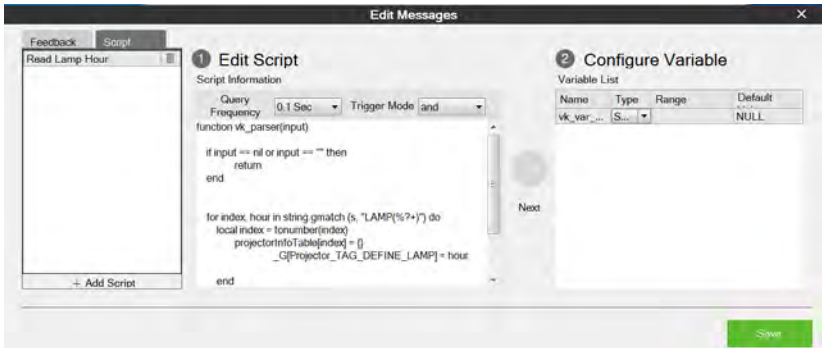 Edit Messages
Feedback Script
Read Lamp Hour
+ Add Script
1 Edit Script
Script Information
Query Frequency 0.1 Sec Trigger Mode and
function vk_parser(input)
if input == nil or input == "" then
return
end
for index, hour in string.gmatch (s, "LAMP(%?+)") do
local index = tonumber(index)
projectorInfoTable[index] = {}
_G[Projector_TAG_DEFINE_LAMP] = hour
end
Next
2 Configure Variable
Variable List
Name Type Range Default
vk_var_... S... NULL
Save